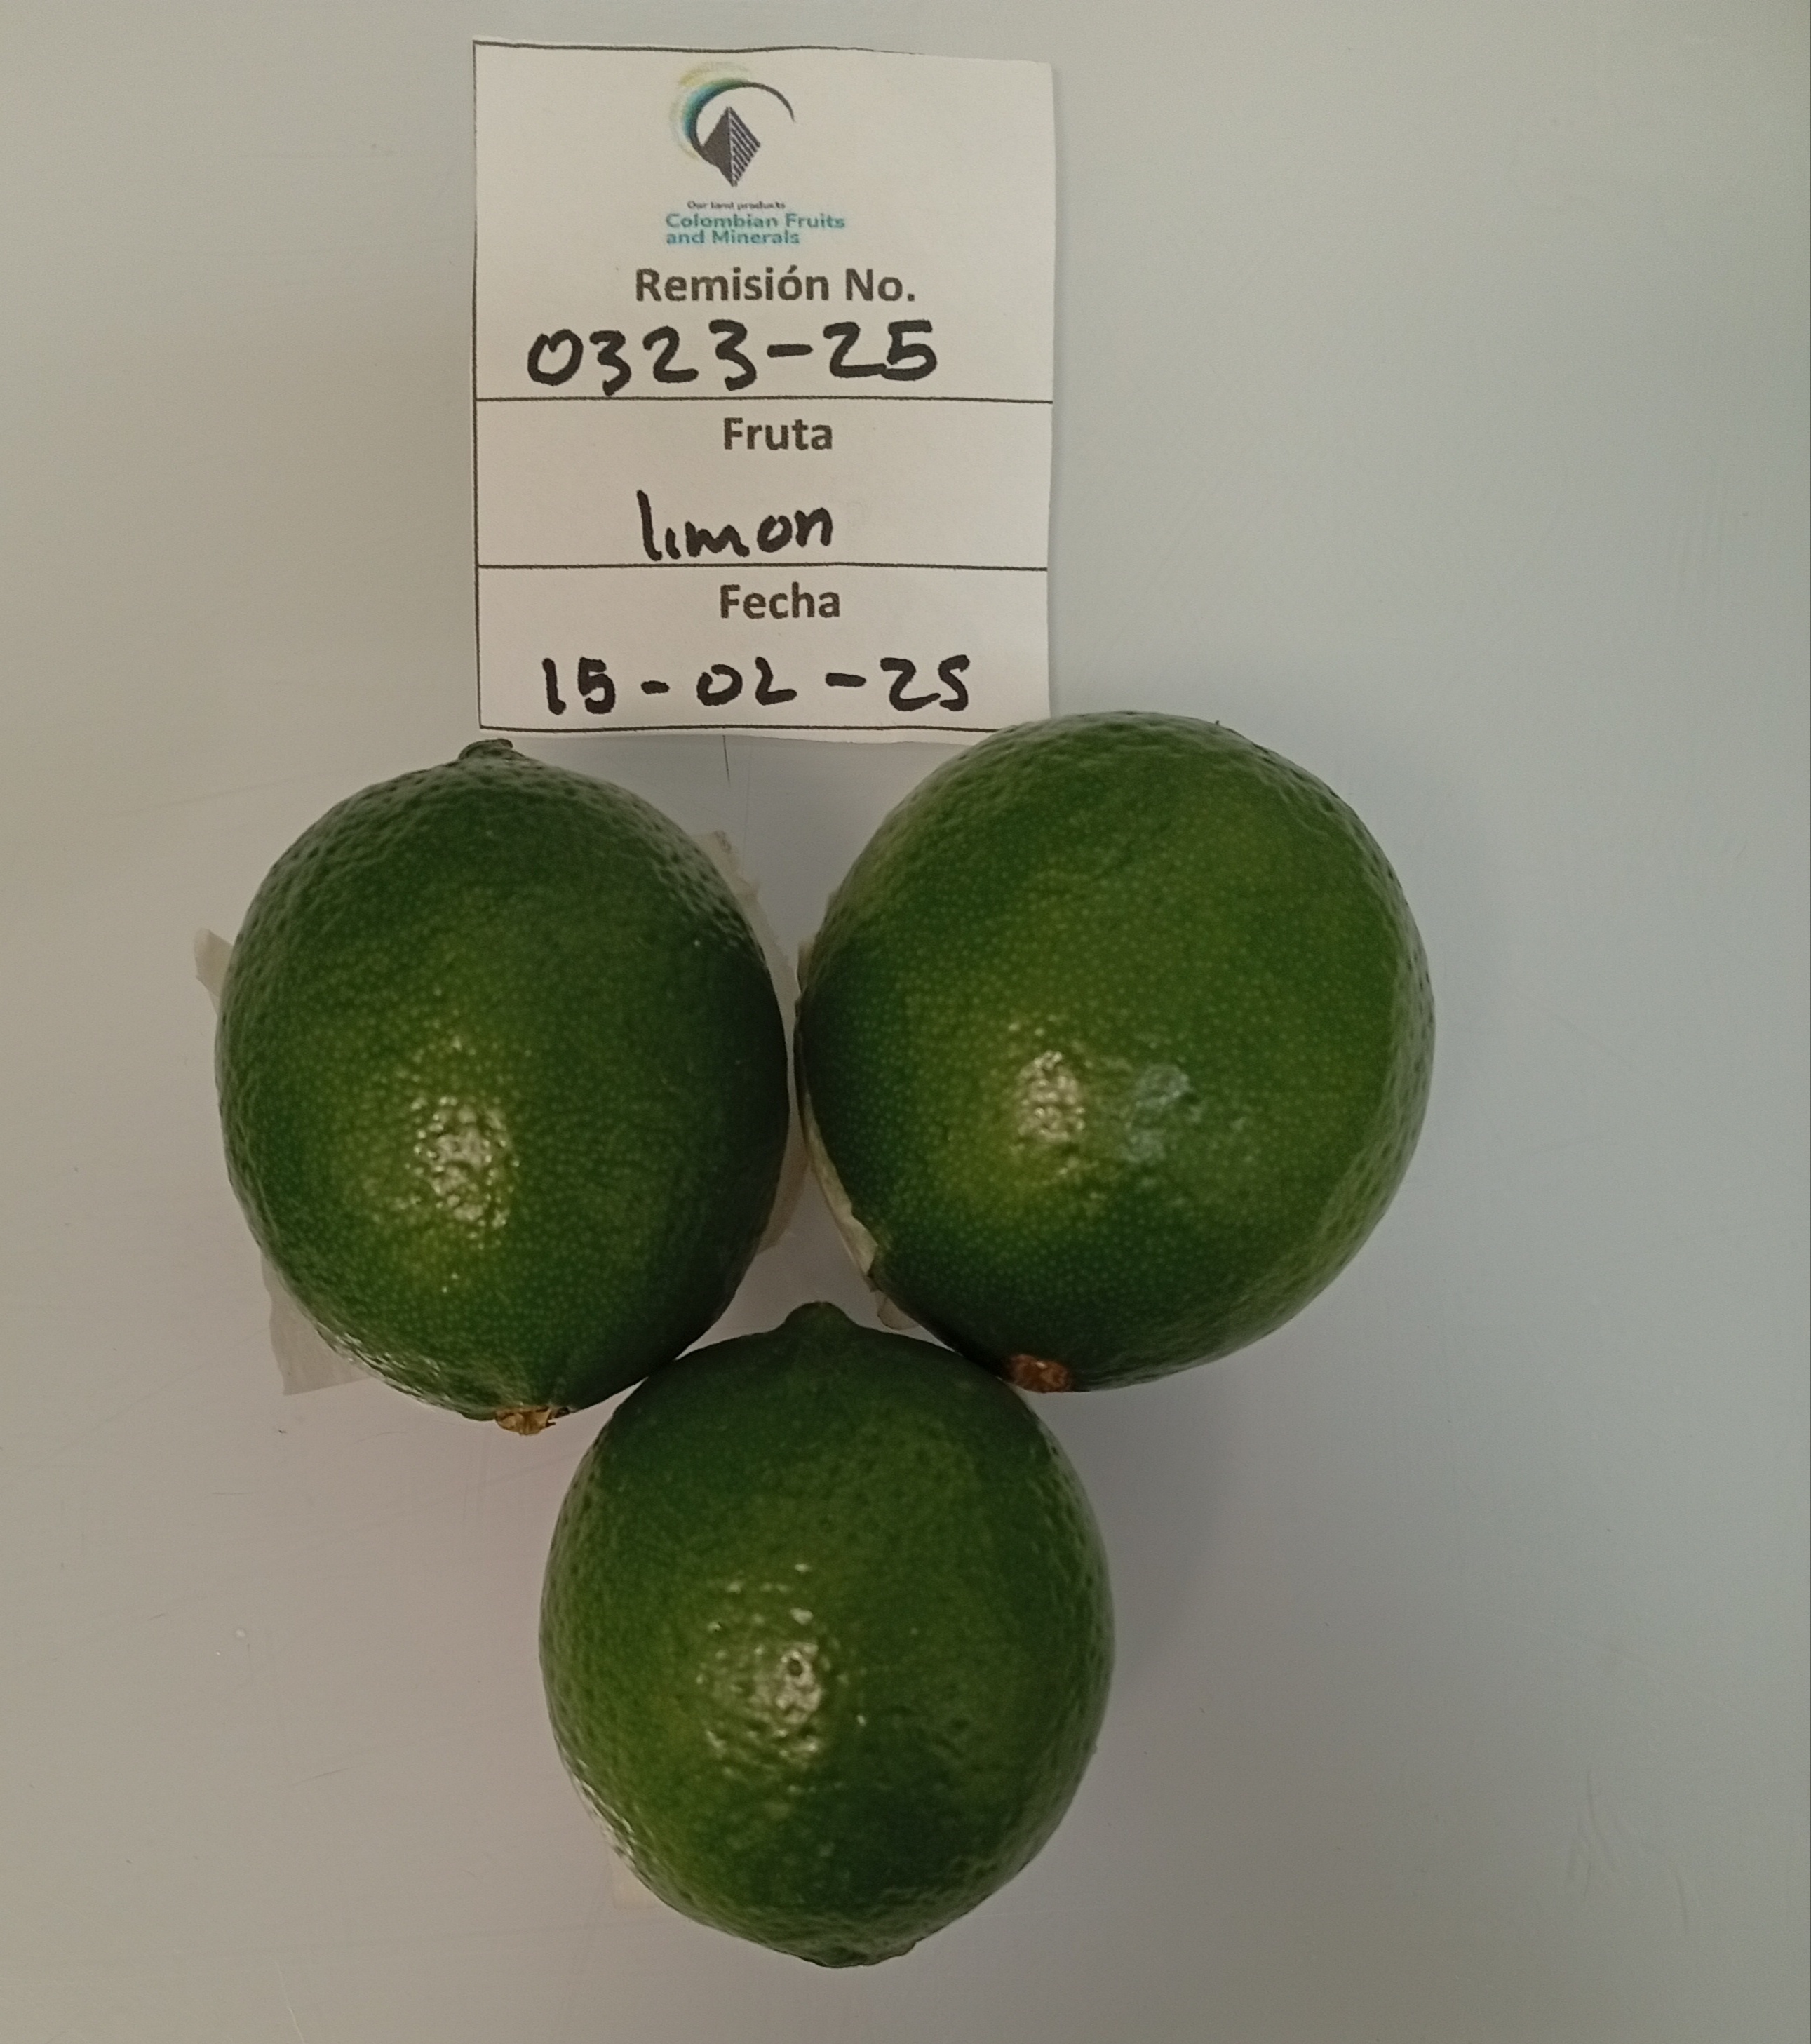 Our land products
Colombian Fruits
and Minerals
Remisión No.
0323-25
Fruta
limon
Fecha
15-02-25